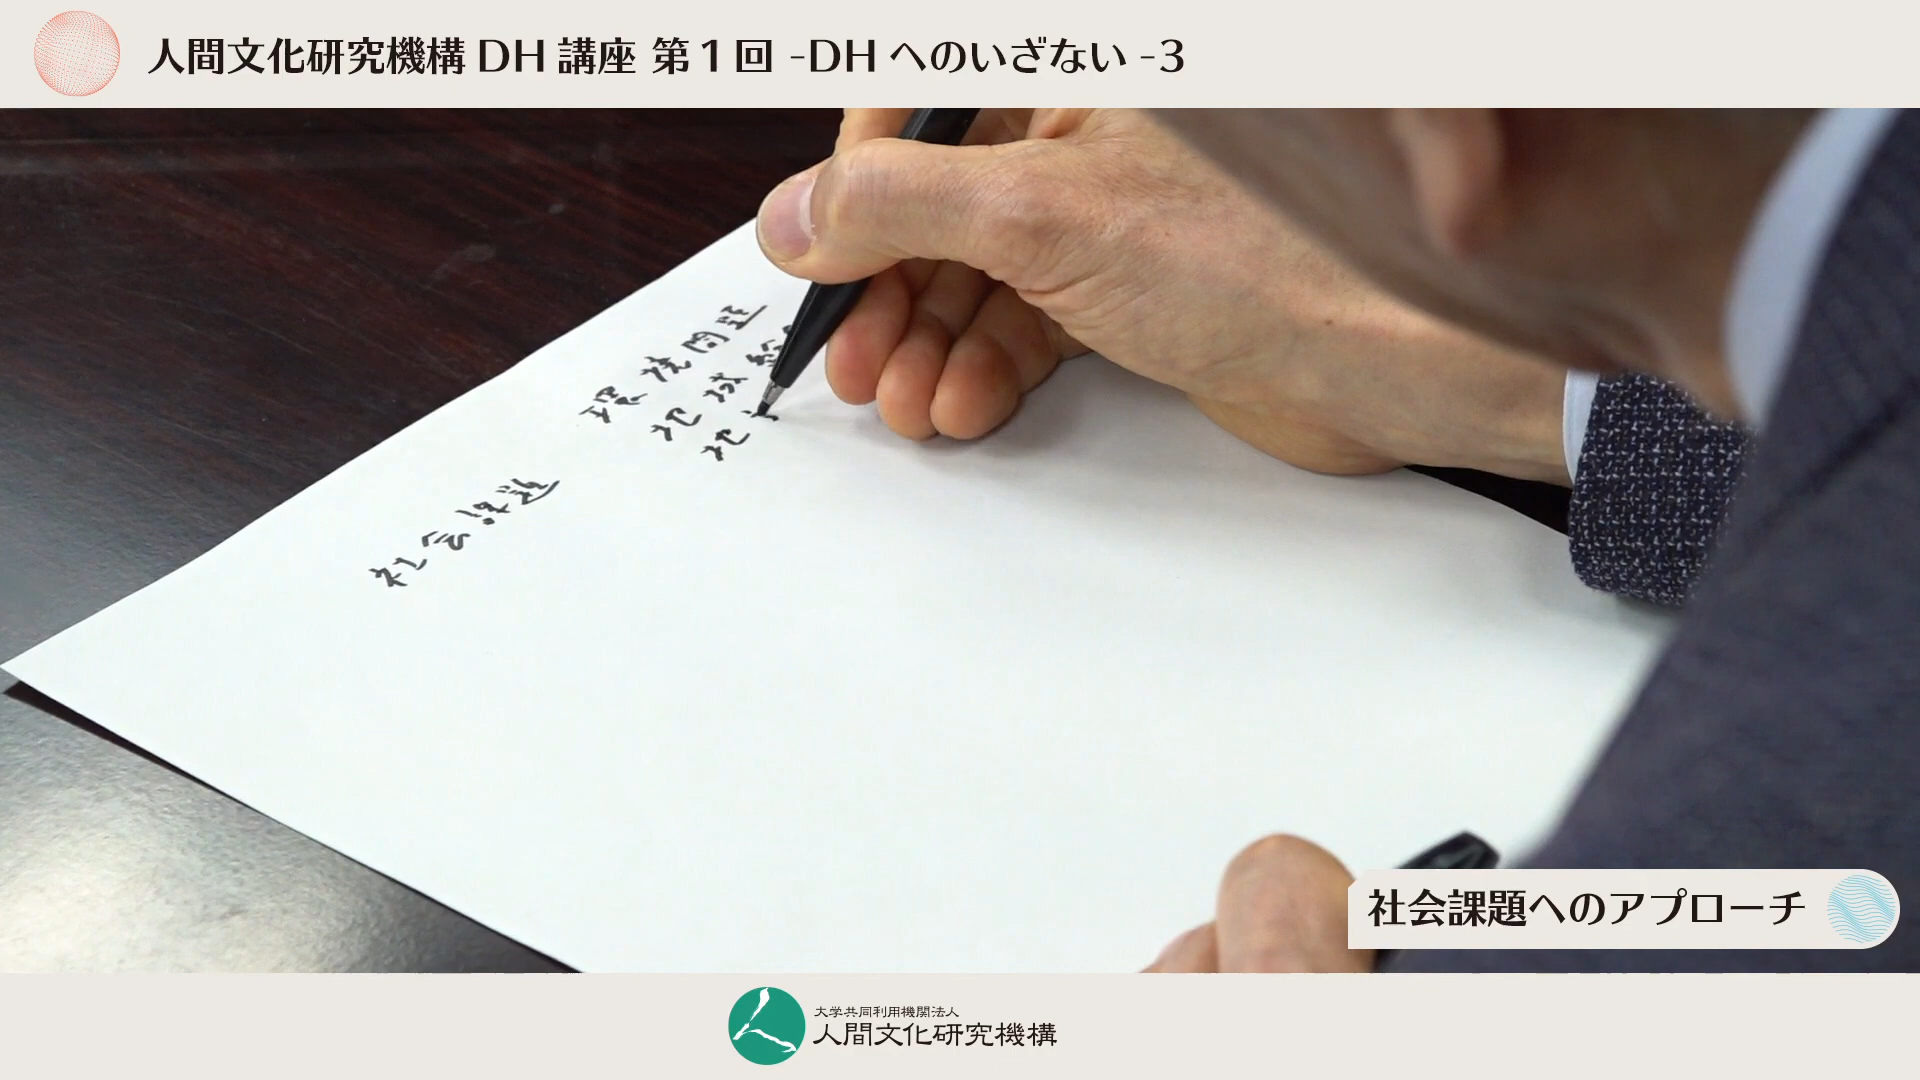 人間文化研究機構 DH 講座 第1回 -DH へのいざない -3
環境問題
地域
地
社会課題
社会課題へのアプローチ
大学共同利用機関法人
人間文化研究機構